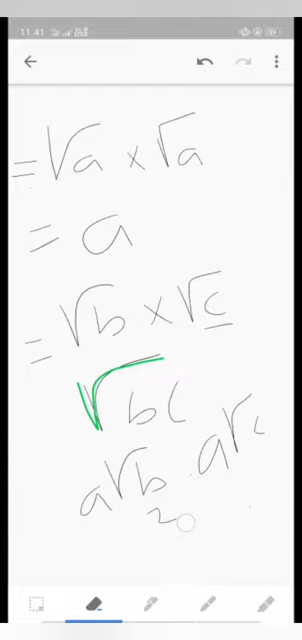 11.41
=√a x √a
= a
= √b x √c
√bc
a√b . a√c